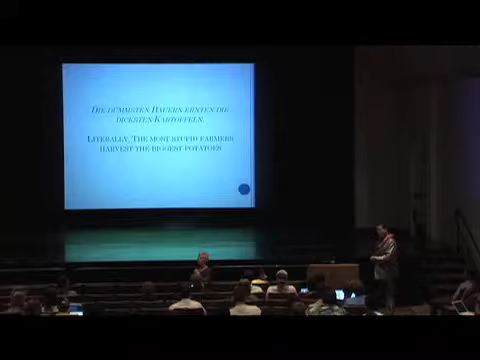 Die dümmsten Bauern ernten die
dicksten Kartoffeln.
Literally, The most stupid farmers
harvest the biggest potatoes